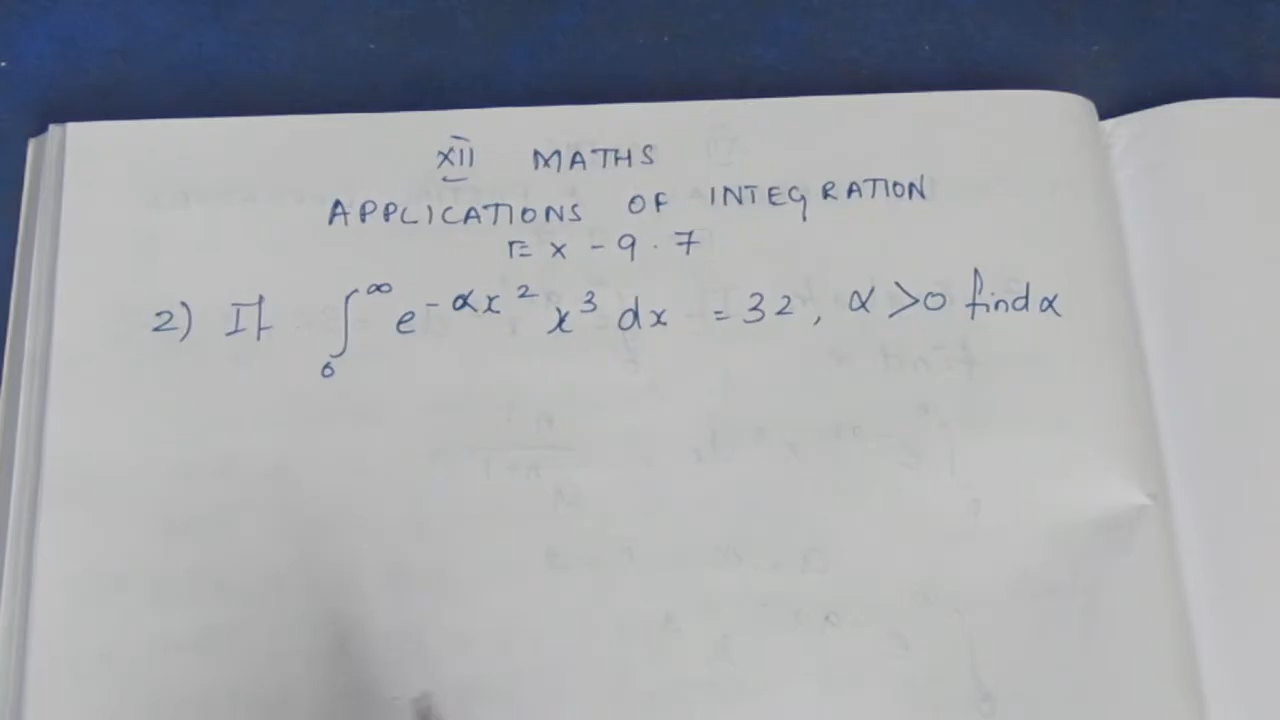 XII MATHS
APPLICATIONS OF INTEGRATION
Ex - 9.7
2) If ∫₀^∞ e^(-αx²) x³ dx = 32, α > 0 find α